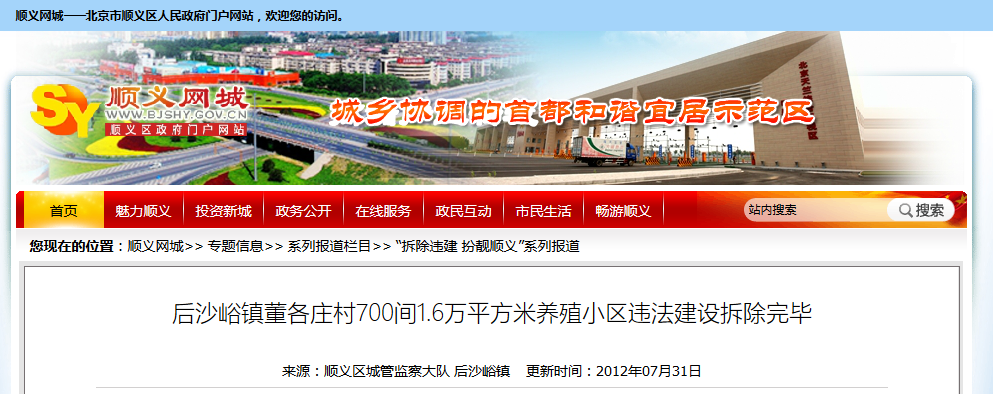 顺义网城——北京市顺义区人民政府门户网站，欢迎您的访问。
SY 顺义网城
WWW.BJSHY.GOV.CN
顺义区政府门户网站
城乡协调的首都和谐宜居示范区
首页 魅力顺义 投资新城 政务公开 在线服务 政民互动 市民生活 畅游顺义 站内搜索 搜索
您现在的位置：顺义网城>> 专题信息>> 系列报道栏目>> “拆除违建 扮靓顺义”系列报道
后沙峪镇董各庄村700间1.6万平方米养殖小区违法建设拆除完毕
来源：顺义区城管监察大队 后沙峪镇 更新时间：2012年07月31日